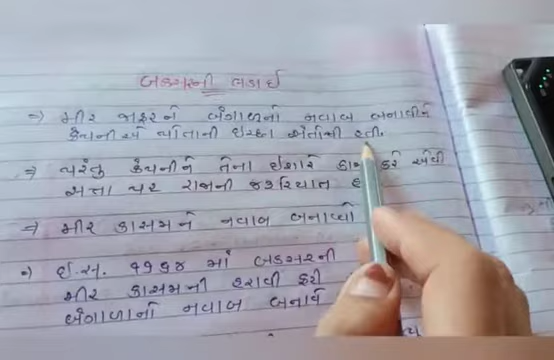 બક્સરની લડાઈ
=> મીર જાફરને બંગાળનો નવાબ બનાવીને
કંપનીએ પોતાની ઇચ્છા સંતોષી હતી.
=> પરંતુ કંપનીને તેના ઇશારે કામ કરે એવી
સત્તા પર રાજની જરૂરિયાત હ
=> મીર કાસમને નવાબ બનાવ્યો
=> ઇ.સ. ૧૭૬૪ માં બક્સરની
મીર કાસમની હરાવી ફરી
બંગાળનો નવાબ બનાવ